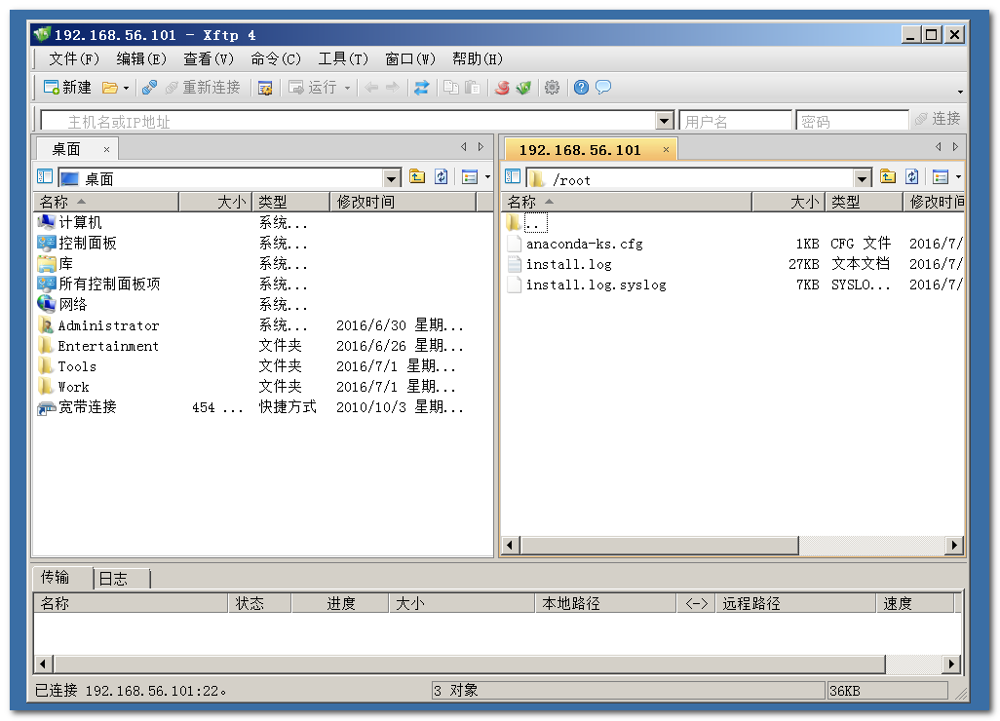 192.168.56.101 - Xftp 4
文件(F) 编辑(E) 查看(V) 命令(C) 工具(T) 窗口(W) 帮助(H)
新建 重新连接 运行
主机名或IP地址 用户名 密码 连接
桌面 × 192.168.56.101 ×
桌面 /root
名称 大小 类型 修改时间 名称 大小 类型 修改时间
计算机 系统... ..
控制面板 系统... anaconda-ks.cfg 1KB CFG 文件 2016/7/
库 系统... install.log 27KB 文本文档 2016/7/
所有控制面板项 系统... install.log.syslog 7KB SYSLO... 2016/7/
网络 系统...
Administrator 系统... 2016/6/30 星期...
Entertainment 文件夹 2016/6/26 星期...
Tools 文件夹 2016/7/1 星期...
Work 文件夹 2016/7/1 星期...
宽带连接 454 ... 快捷方式 2010/10/3 星期...
传输 日志
名称 状态 进度 大小 本地路径 <-> 远程路径 速度
已连接 192.168.56.101:22。 3 对象 36KB